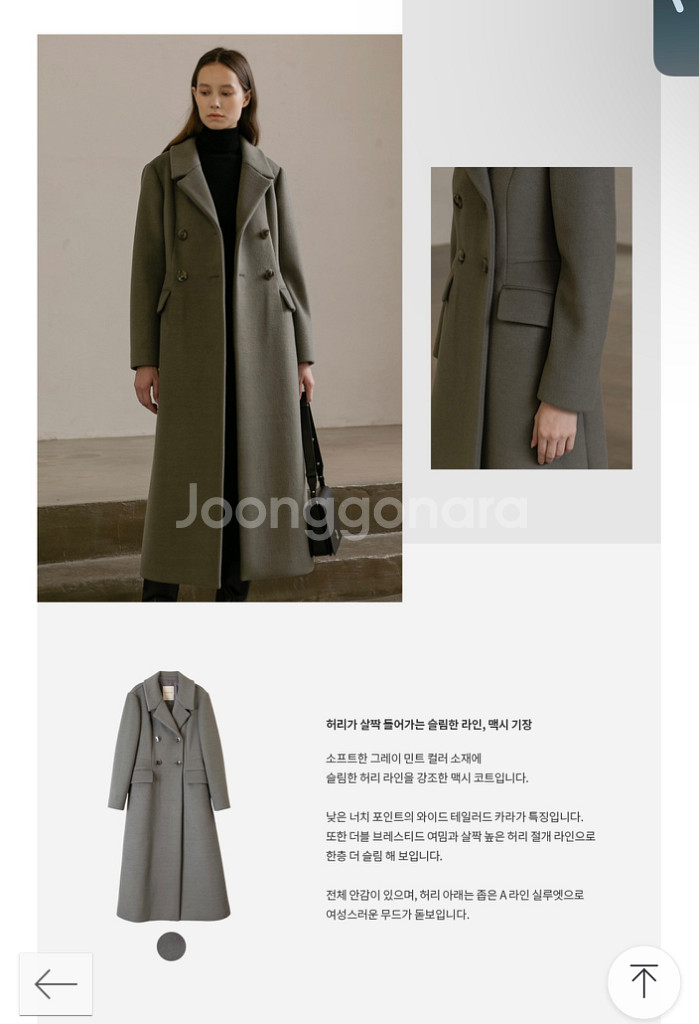 Joonggonara
허리가 살짝 들어가는 슬림한 라인, 맥시 기장
소프트한 그레이 민트 컬러 소재에
슬림한 허리 라인을 강조한 맥시 코트입니다.
낮은 너치 포인트의 와이드 테일러드 카라가 특징입니다.
또한 더블 브레스티드 여밈과 살짝 높은 허리 절개 라인으로
한층 더 슬림 해 보입니다.
전체 안감이 있으며, 허리 아래는 좁은 A 라인 실루엣으로
여성스러운 무드가 돋보입니다.